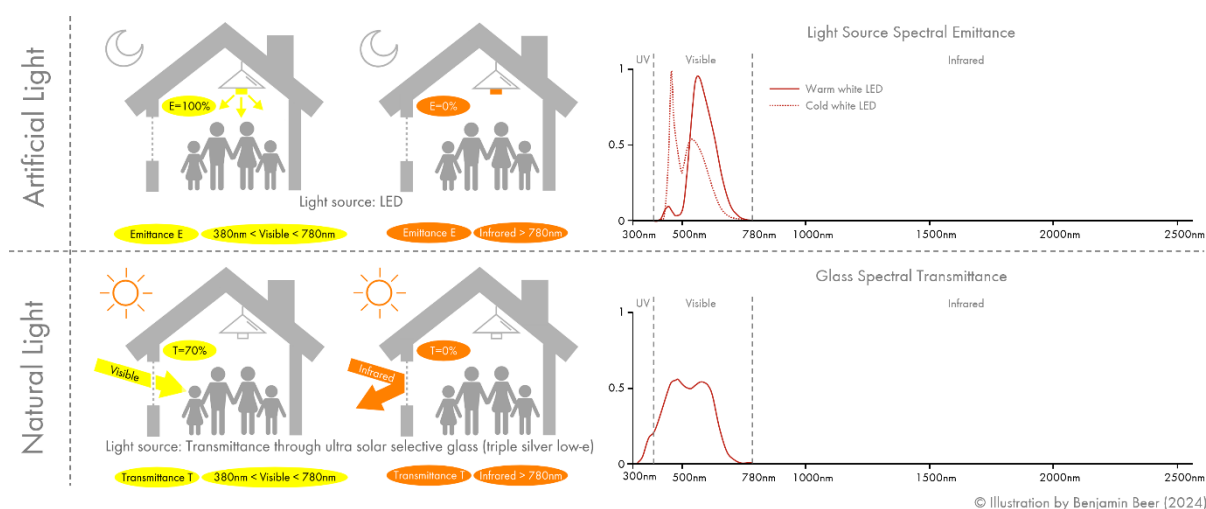 Artificial Light
E=100%
E=0%
Light source: LED
Emittance E
380nm < Visible < 780nm
Emittance E
Infrared > 780nm
Light Source Spectral Emittance
UV
Visible
Infrared
1
0.5
0
Warm white LED
Cold white LED
300nm
500nm
780nm
1000nm
1500nm
2000nm
2500nm
Natural Light
T=70%
Visible
T=0%
Infrared
Light source: Transmittance through ultra solar selective glass (triple silver low-e)
Transmittance T
380nm < Visible < 780nm
Transmittance T
Infrared > 780nm
Glass Spectral Transmittance
UV
Visible
Infrared
1
0.5
0
300nm
500nm
780nm
1000nm
1500nm
2000nm
2500nm
© Illustration by Benjamin Beer (2024)